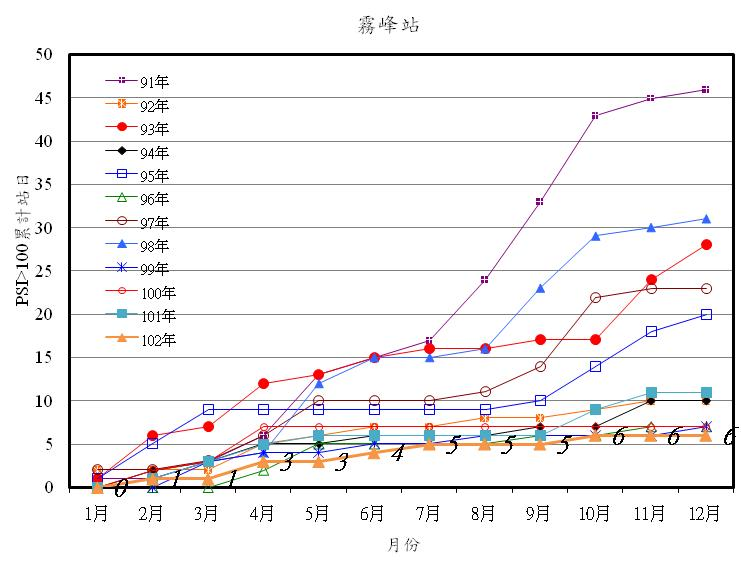 霧峰站
PSI>100累計站日
50
45
40
35
30
25
20
15
10
5
0
91年
92年
93年
94年
95年
96年
97年
98年
99年
100年
101年
102年
0 1 1 3 3 4 5 5 5 6 6 6
1月 2月 3月 4月 5月 6月 7月 8月 9月 10月 11月 12月
月份